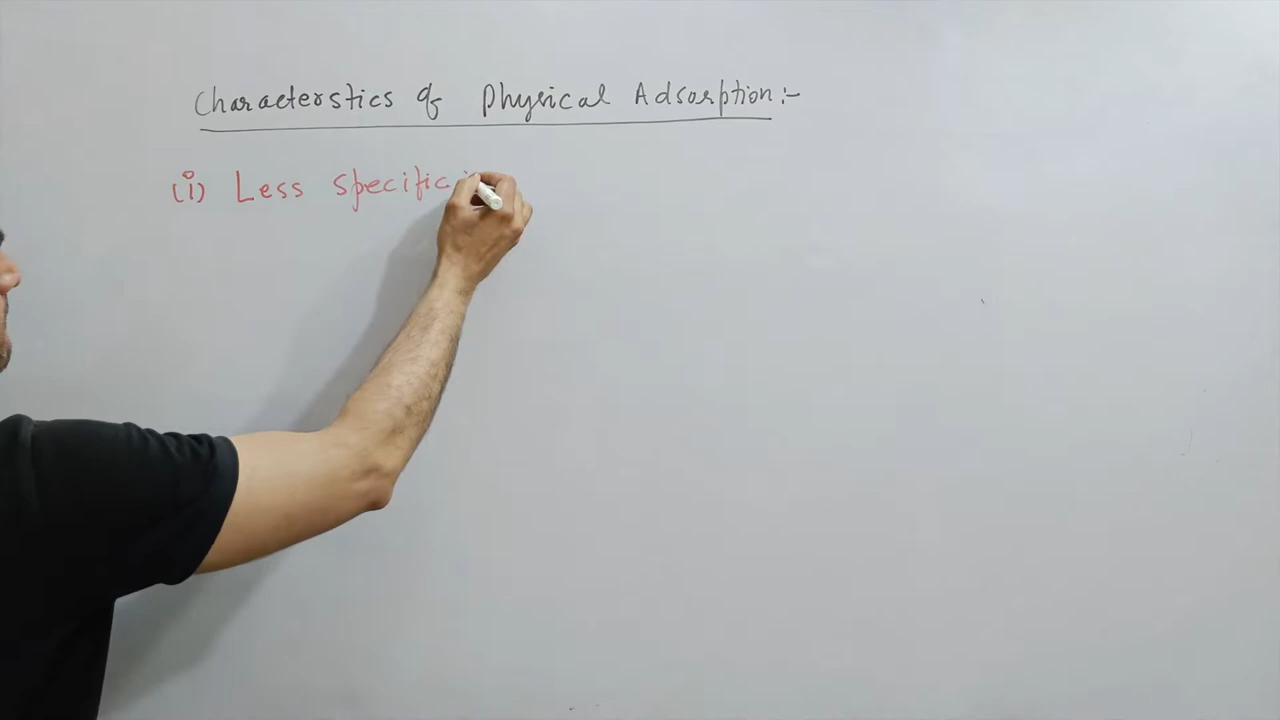 Characterstics of Physical Adsorption:-
(i) Less specific